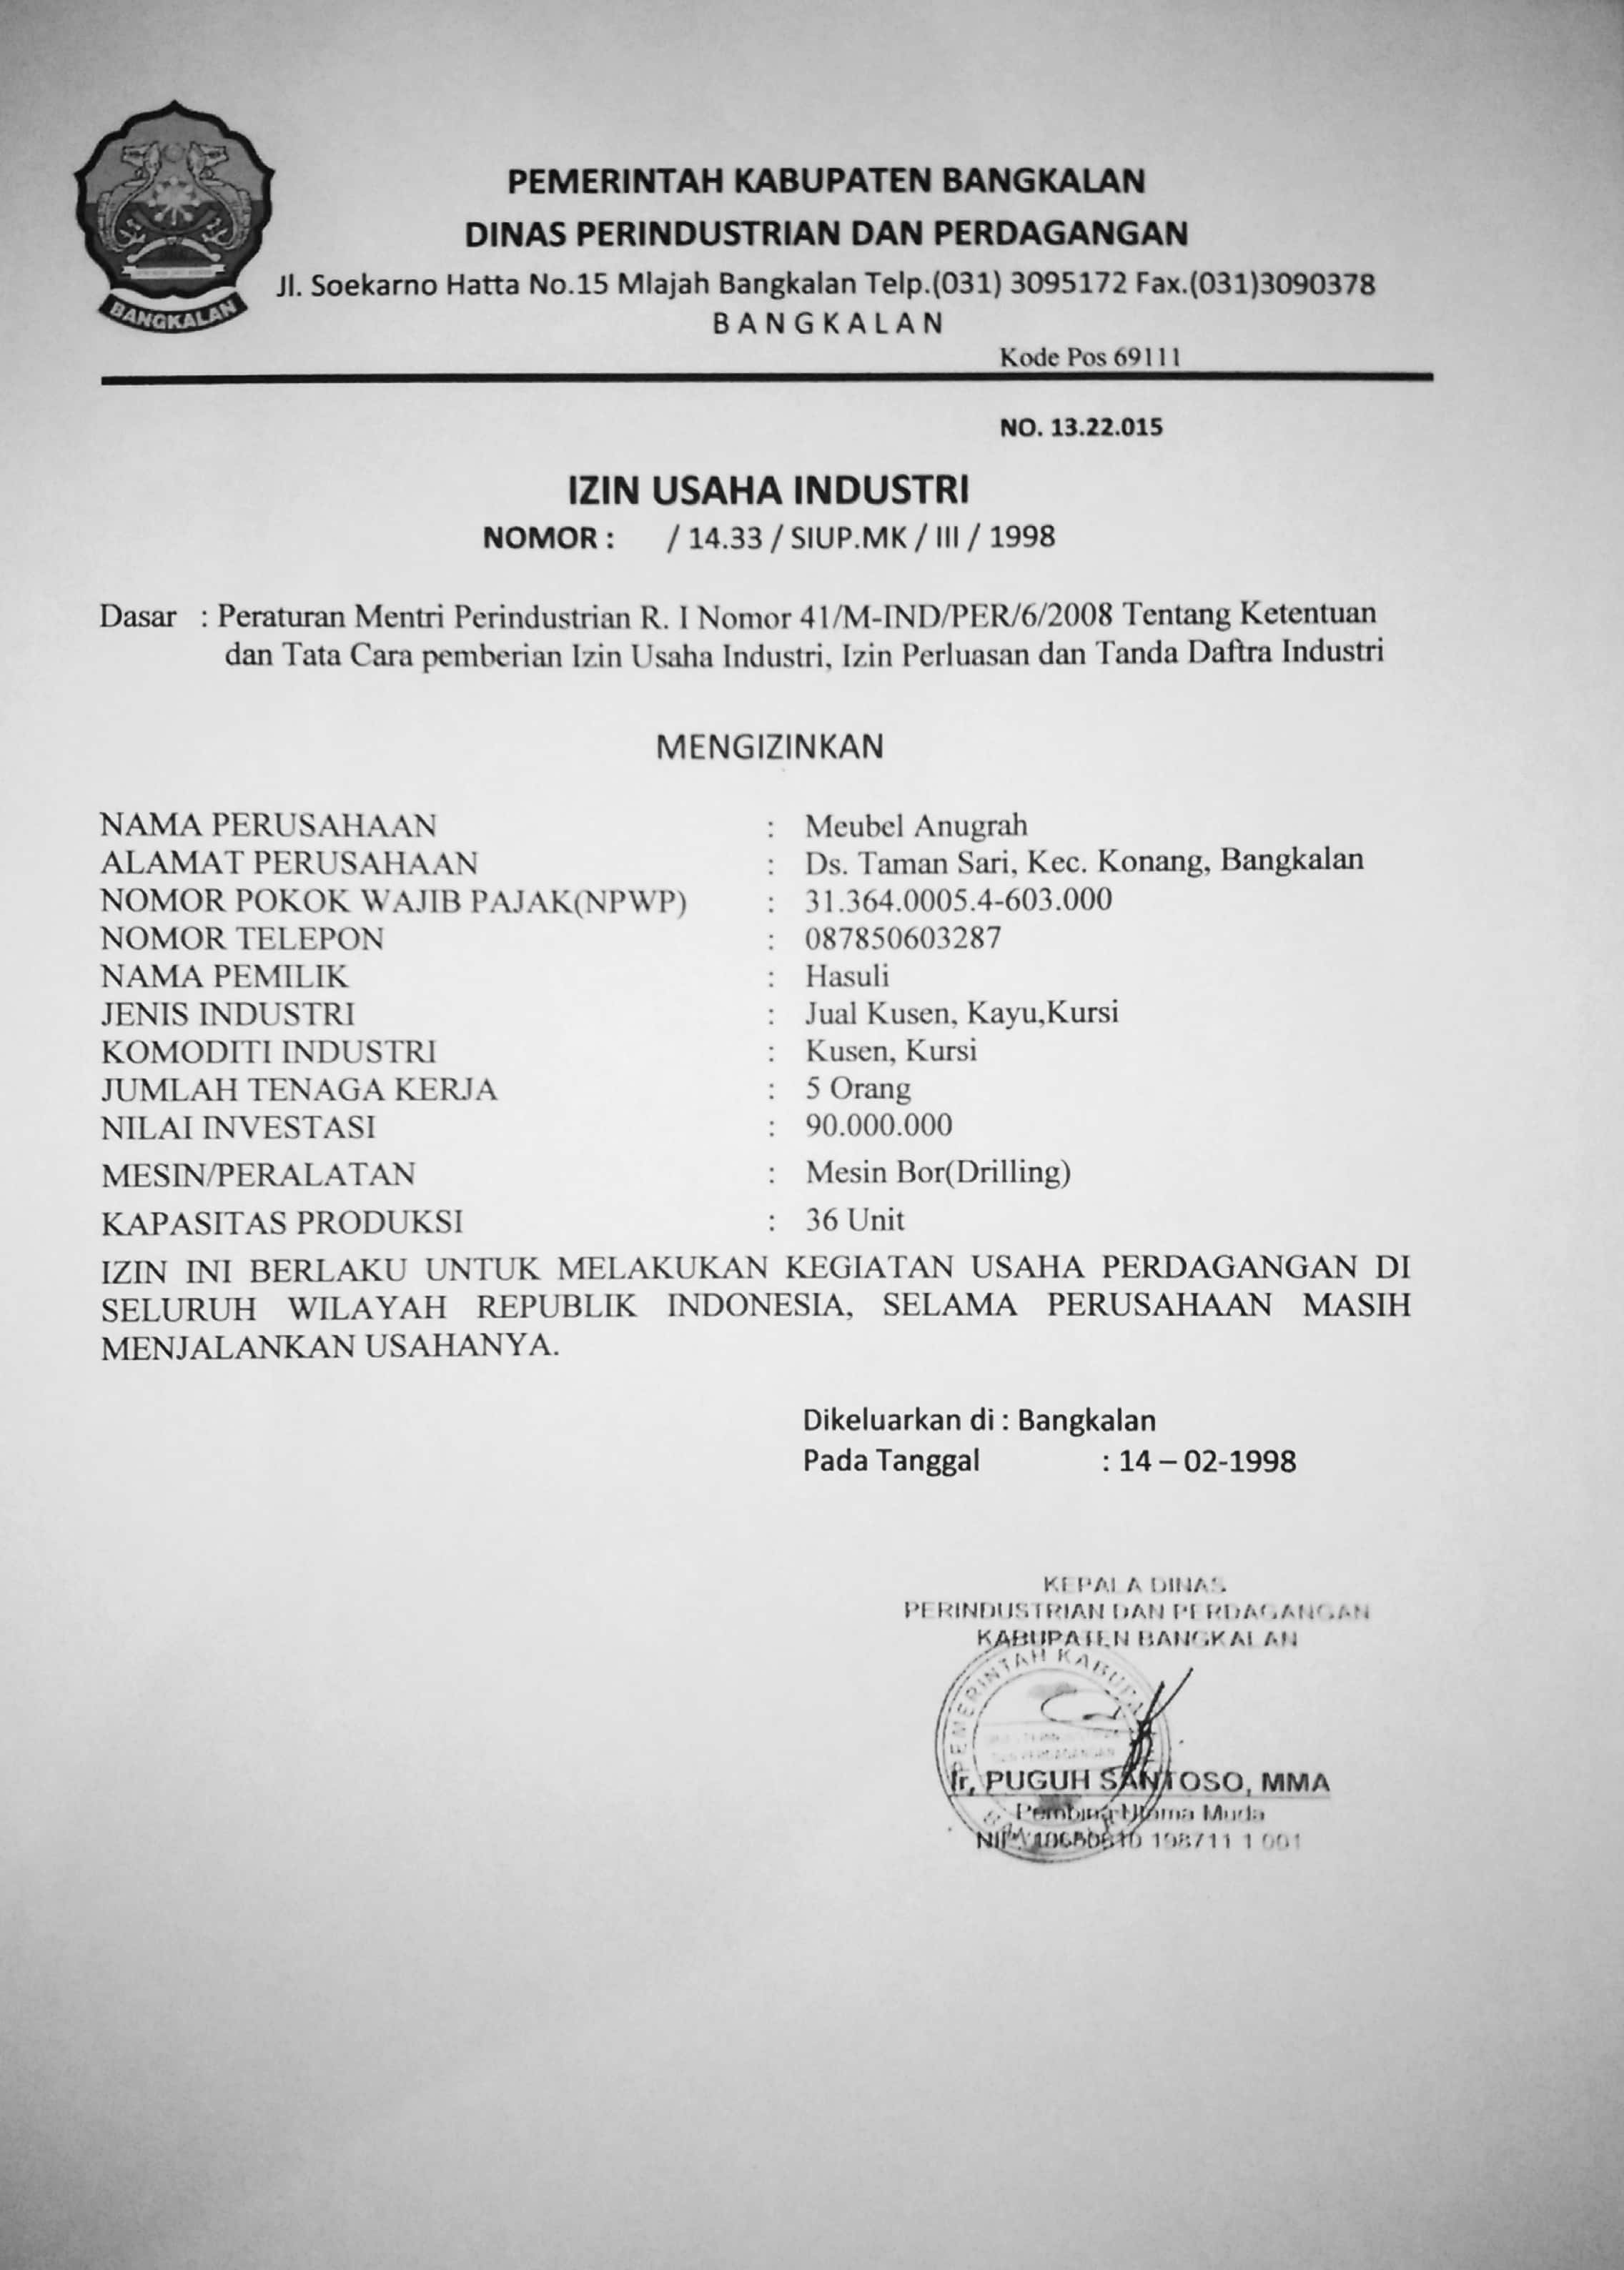 PEMERINTAH KABUPATEN BANGKALAN
DINAS PERINDUSTRIAN DAN PERDAGANGAN
Jl. Soekarno Hatta No.15 Mlajah Bangkalan Telp.(031) 3095172 Fax.(031)3090378
BANGKALAN
BANGKALAN
Kode Pos 69111
NO. 13.22.015
IZIN USAHA INDUSTRI
NOMOR : / 14.33 / SIUP.MK / III / 1998
Dasar : Peraturan Mentri Perindustrian R. I Nomor 41/M-IND/PER/6/2008 Tentang Ketentuan
dan Tata Cara pemberian Izin Usaha Industri, Izin Perluasan dan Tanda Daftra Industri
MENGIZINKAN
NAMA PERUSAHAAN : Meubel Anugrah
ALAMAT PERUSAHAAN : Ds. Taman Sari, Kec. Konang, Bangkalan
NOMOR POKOK WAJIB PAJAK(NPWP) : 31.364.0005.4-603.000
NOMOR TELEPON : 087850603287
NAMA PEMILIK : Hasuli
JENIS INDUSTRI : Jual Kusen, Kayu,Kursi
KOMODITI INDUSTRI : Kusen, Kursi
JUMLAH TENAGA KERJA : 5 Orang
NILAI INVESTASI : 90.000.000
MESIN/PERALATAN : Mesin Bor(Drilling)
KAPASITAS PRODUKSI : 36 Unit
IZIN INI BERLAKU UNTUK MELAKUKAN KEGIATAN USAHA PERDAGANGAN DI
SELURUH WILAYAH REPUBLIK INDONESIA, SELAMA PERUSAHAAN MASIH
MENJALANKAN USAHANYA.
Dikeluarkan di : Bangkalan
Pada Tanggal : 14 – 02-1998
KEPALA DINAS
PERINDUSTRIAN DAN PERDAGANGAN
KABUPATEN BANGKALAN
PEMERINTAH KABUPA
Ir. PUGUH SANTOSO, MMA
Pembina Utama Muda
NIP. 198711 1 001